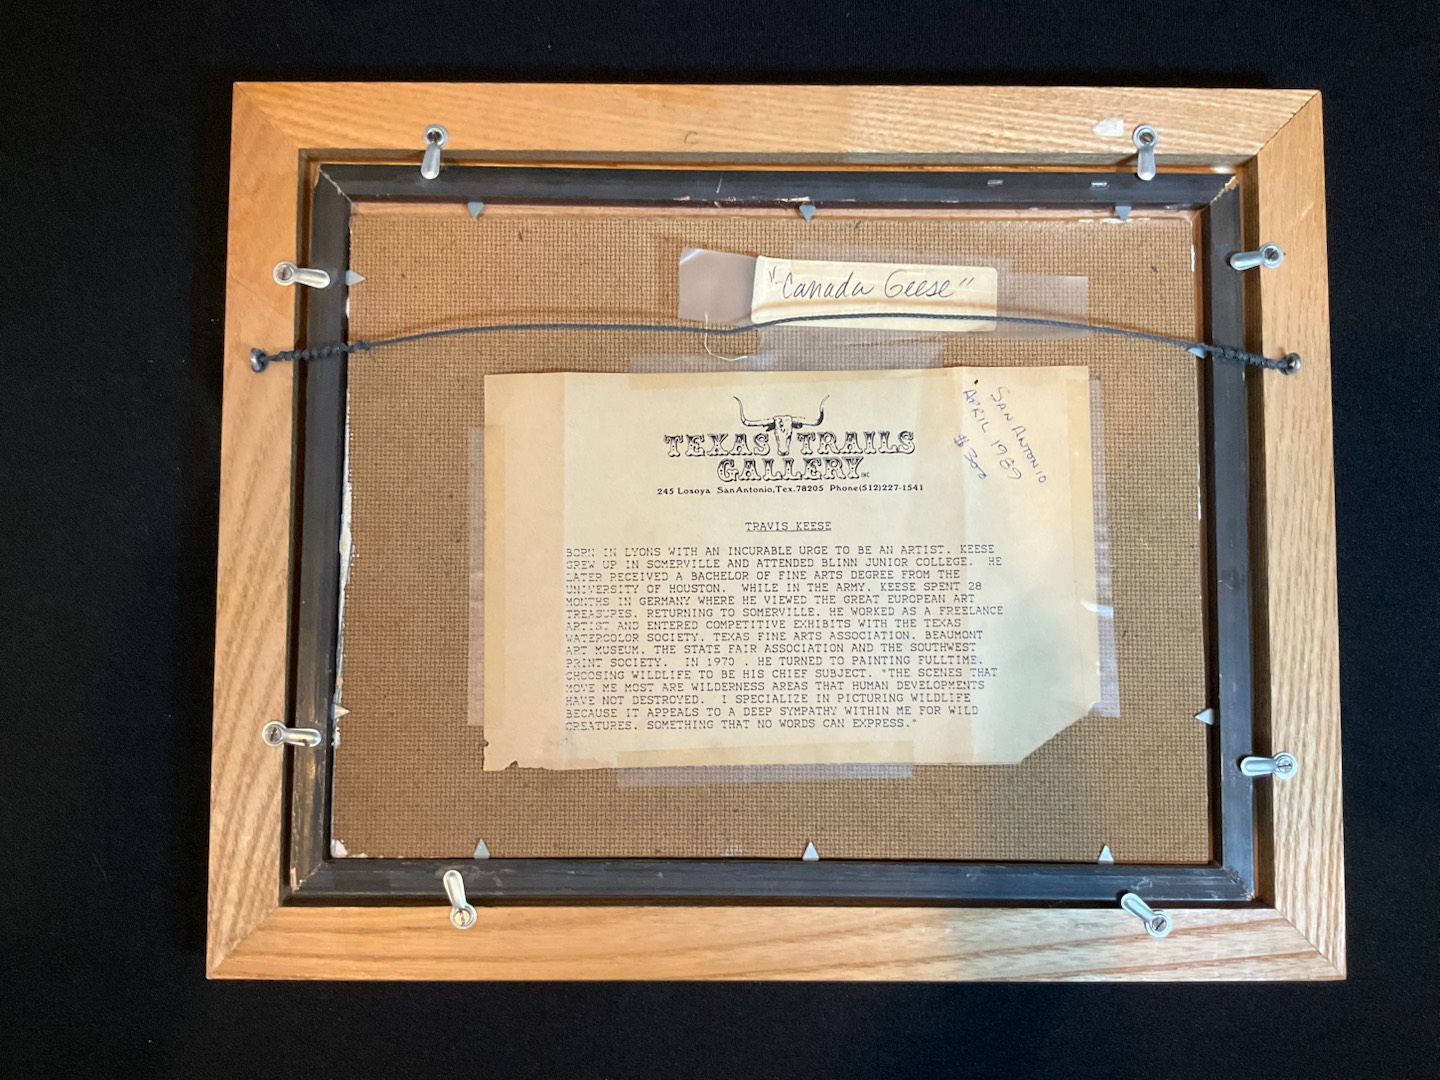 "Canada Geese"
TEXAS TRAILS
GALLERY INC
245 Losoya SanAntonio,Tex.78205 Phone(512)227-1541
SAN ANTONIO
APRIL 1989
$300
TRAVIS KEESE
BORN IN LYONS WITH AN INCURABLE URGE TO BE AN ARTIST, KEESE
GREW UP IN SOMERVILLE AND ATTENDED BLINN JUNIOR COLLEGE. HE
LATER RECEIVED A BACHELOR OF FINE ARTS DEGREE FROM THE
UNIVERSITY OF HOUSTON. WHILE IN THE ARMY, KEESE SPENT 28
MONTHS IN GERMANY WHERE HE VIEWED THE GREAT EUROPEAN ART
TREASURES. RETURNING TO SOMERVILLE, HE WORKED AS A FREELANCE
ARTIST AND ENTERED COMPETITIVE EXHIBITS WITH THE TEXAS
WATERCOLOR SOCIETY, TEXAS FINE ARTS ASSOCIATION, BEAUMONT
ART MUSEUM, THE STATE FAIR ASSOCIATION AND THE SOUTHWEST
PRINT SOCIETY. IN 1970 , HE TURNED TO PAINTING FULLTIME,
CHOOSING WILDLIFE TO BE HIS CHIEF SUBJECT. "THE SCENES THAT
MOVE ME MOST ARE WILDERNESS AREAS THAT HUMAN DEVELOPMENTS
HAVE NOT DESTROYED. I SPECIALIZE IN PICTURING WILDLIFE
BECAUSE IT APPEALS TO A DEEP SYMPATHY WITHIN ME FOR WILD
CREATURES, SOMETHING THAT NO WORDS CAN EXPRESS."